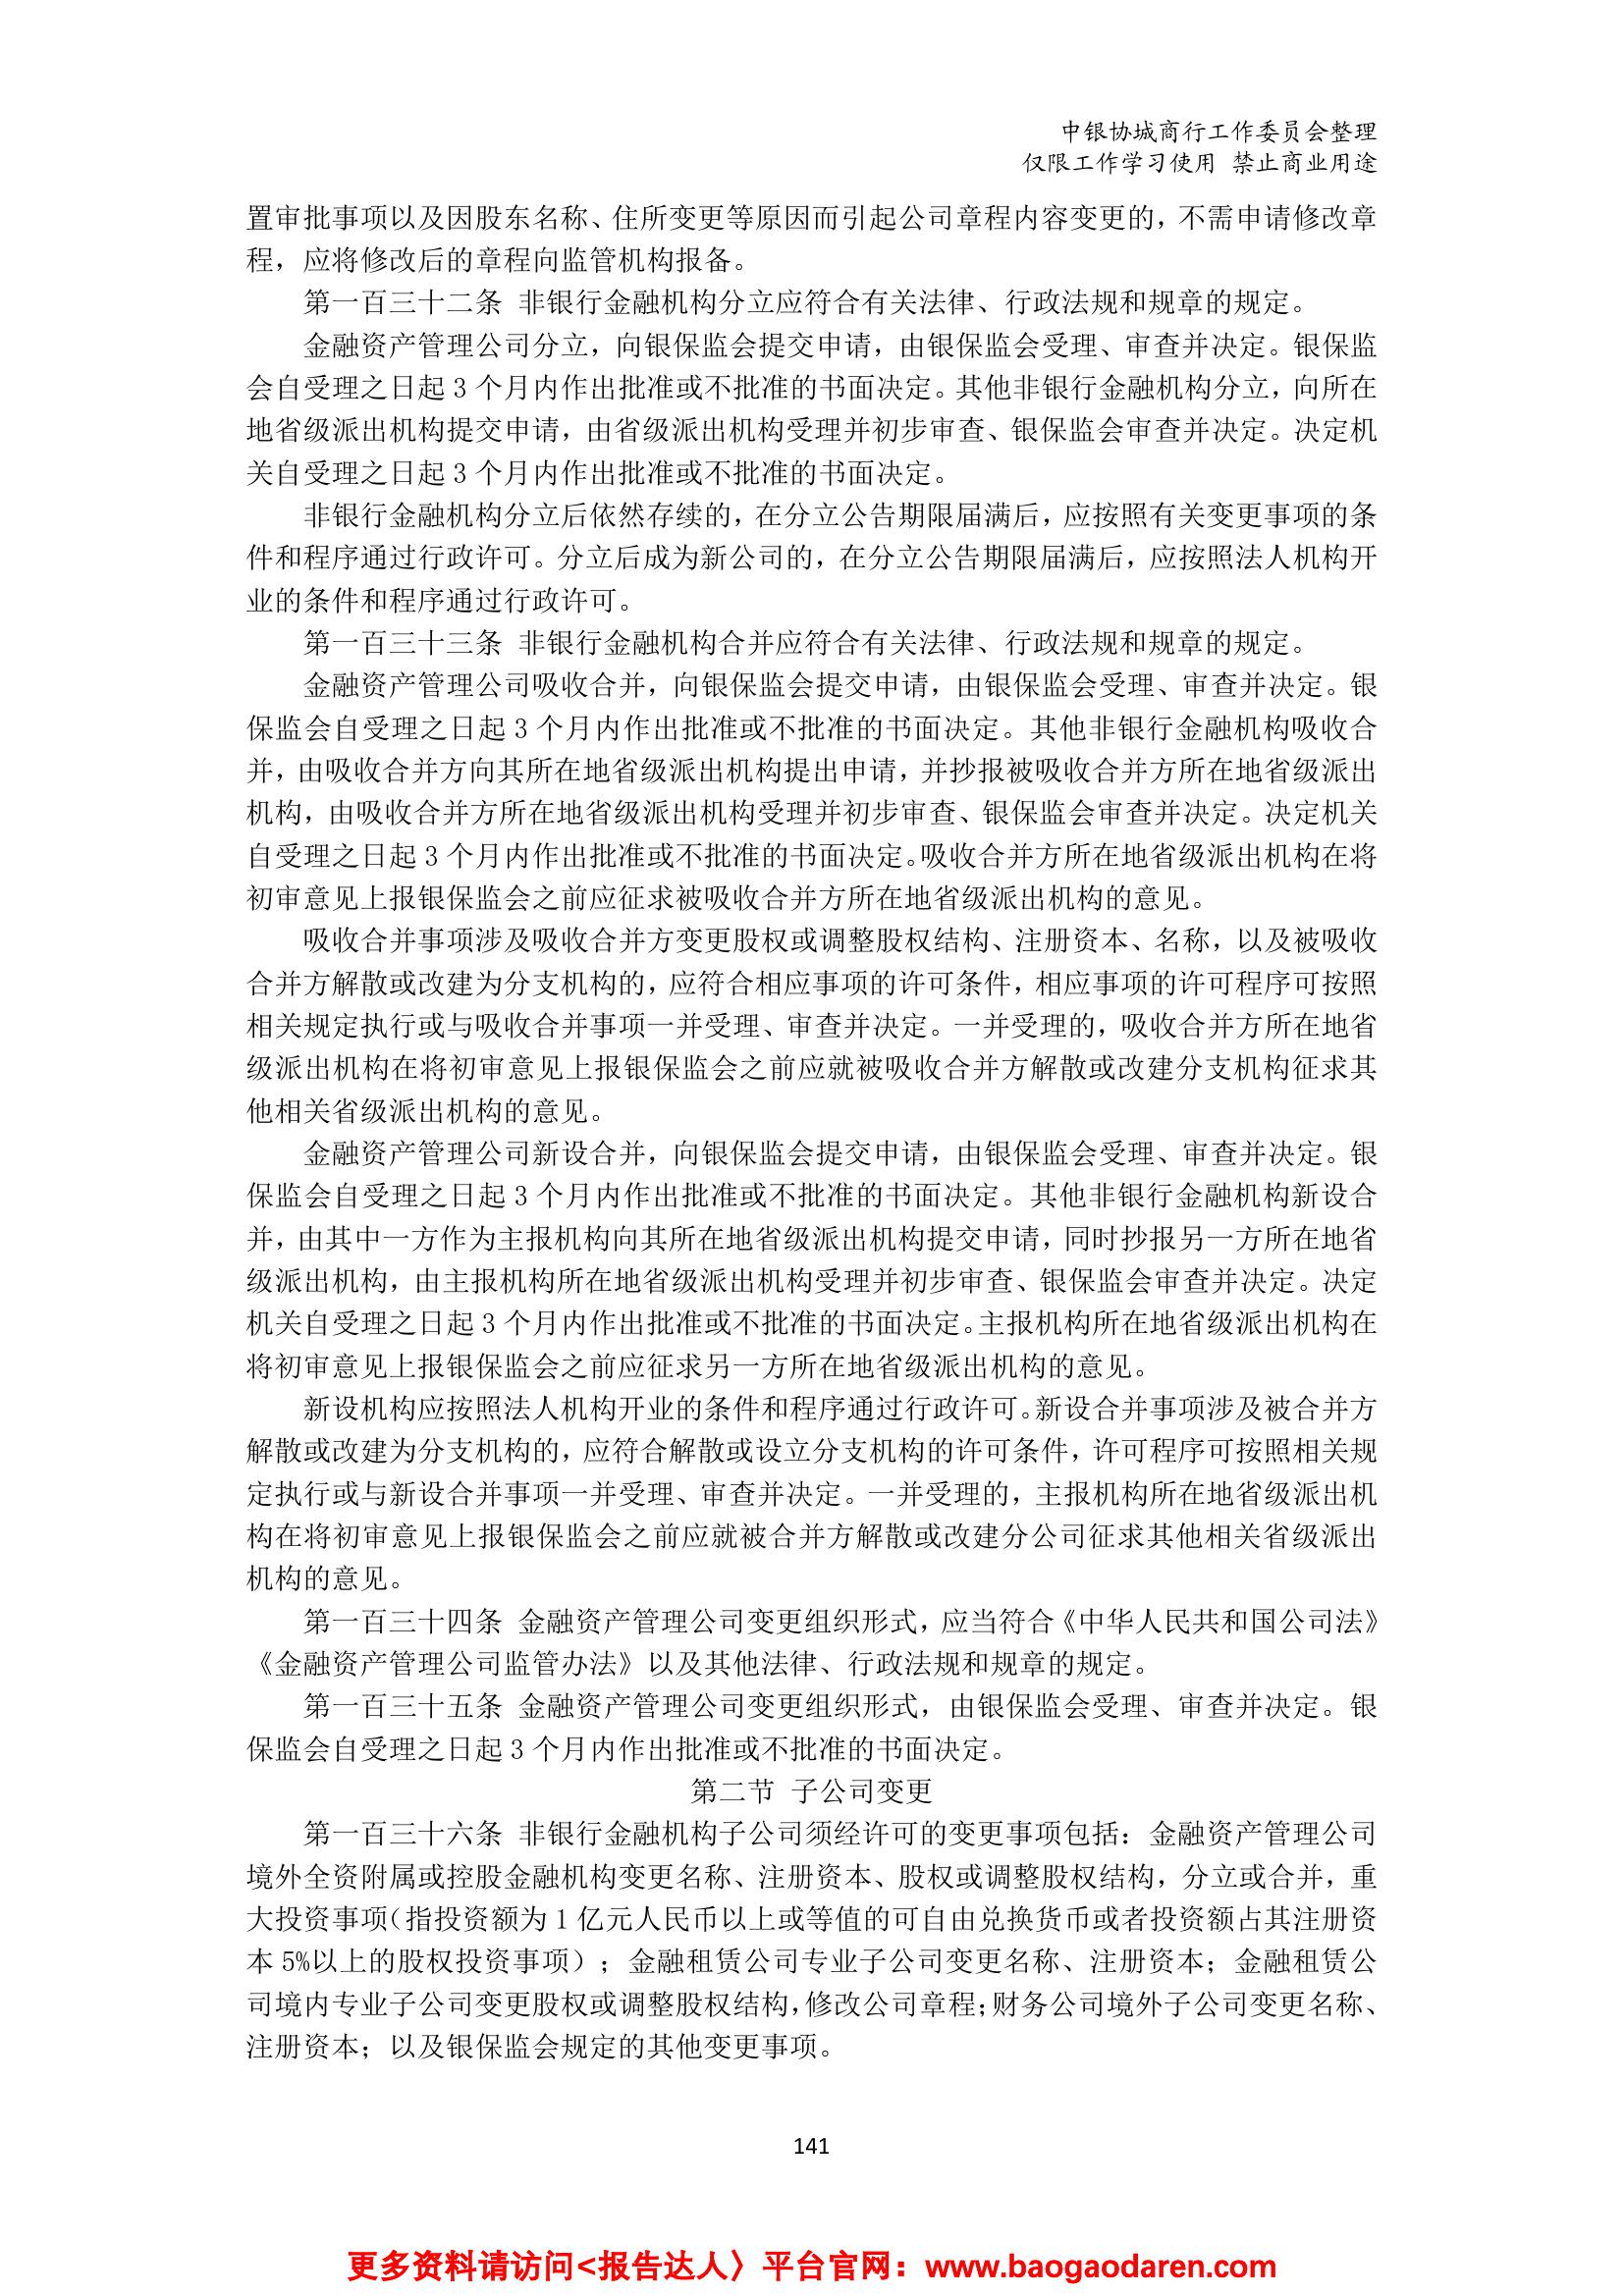 中银协城商行工作委员会整理
仅限工作学习使用 禁止商业用途
置审批事项以及因股东名称、住所变更等原因而引起公司章程内容变更的，不需申请修改章
程，应将修改后的章程向监管机构报备。
第一百三十二条 非银行金融机构分立应符合有关法律、行政法规和规章的规定。
金融资产管理公司分立，向银保监会提交申请，由银保监会受理、审查并决定。银保监
会自受理之日起 3 个月内作出批准或不批准的书面决定。其他非银行金融机构分立，向所在
地省级派出机构提交申请，由省级派出机构受理并初步审查、银保监会审查并决定。决定机
关自受理之日起 3 个月内作出批准或不批准的书面决定。
非银行金融机构分立后依然存续的，在分立公告期限届满后，应按照有关变更事项的条
件和程序通过行政许可。分立后成为新公司的，在分立公告期限届满后，应按照法人机构开
业的条件和程序通过行政许可。
第一百三十三条 非银行金融机构合并应符合有关法律、行政法规和规章的规定。
金融资产管理公司吸收合并，向银保监会提交申请，由银保监会受理、审查并决定。银
保监会自受理之日起 3 个月内作出批准或不批准的书面决定。其他非银行金融机构吸收合
并，由吸收合并方向其所在地省级派出机构提出申请，并抄报被吸收合并方所在地省级派出
机构，由吸收合并方所在地省级派出机构受理并初步审查、银保监会审查并决定。决定机关
自受理之日起 3 个月内作出批准或不批准的书面决定。吸收合并方所在地省级派出机构在将
初审意见上报银保监会之前应征求被吸收合并方所在地省级派出机构的意见。
吸收合并事项涉及吸收合并方变更股权或调整股权结构、注册资本、名称，以及被吸收
合并方解散或改建为分支机构的，应符合相应事项的许可条件，相应事项的许可程序可按照
相关规定执行或与吸收合并事项一并受理、审查并决定。一并受理的，吸收合并方所在地省
级派出机构在将初审意见上报银保监会之前应就被吸收合并方解散或改建分支机构征求其
他相关省级派出机构的意见。
金融资产管理公司新设合并，向银保监会提交申请，由银保监会受理、审查并决定。银
保监会自受理之日起 3 个月内作出批准或不批准的书面决定。其他非银行金融机构新设合
并，由其中一方作为主报机构向其所在地省级派出机构提交申请，同时抄报另一方所在地省
级派出机构，由主报机构所在地省级派出机构受理并初步审查、银保监会审查并决定。决定
机关自受理之日起 3 个月内作出批准或不批准的书面决定。主报机构所在地省级派出机构在
将初审意见上报银保监会之前应征求另一方所在地省级派出机构的意见。
新设机构应按照法人机构开业的条件和程序通过行政许可。新设合并事项涉及被合并方
解散或改建为分支机构的，应符合解散或设立分支机构的许可条件，许可程序可按照相关规
定执行或与新设合并事项一并受理、审查并决定。一并受理的，主报机构所在地省级派出机
构在将初审意见上报银保监会之前应就被合并方解散或改建分公司征求其他相关省级派出
机构的意见。
第一百三十四条 金融资产管理公司变更组织形式，应当符合《中华人民共和国公司法》
《金融资产管理公司监管办法》以及其他法律、行政法规和规章的规定。
第一百三十五条 金融资产管理公司变更组织形式，由银保监会受理、审查并决定。银
保监会自受理之日起 3 个月内作出批准或不批准的书面决定。
第二节 子公司变更
第一百三十六条 非银行金融机构子公司须经许可的变更事项包括：金融资产管理公司
境外全资附属或控股金融机构变更名称、注册资本、股权或调整股权结构，分立或合并，重
大投资事项（指投资额为 1 亿元人民币以上或等值的可自由兑换货币或者投资额占其注册资
本 5%以上的股权投资事项）；金融租赁公司专业子公司变更名称、注册资本；金融租赁公
司境内专业子公司变更股权或调整股权结构，修改公司章程；财务公司境外子公司变更名称、
注册资本；以及银保监会规定的其他变更事项。
141
更多资料请访问<报告达人〉平台官网：www.baogaodaren.com